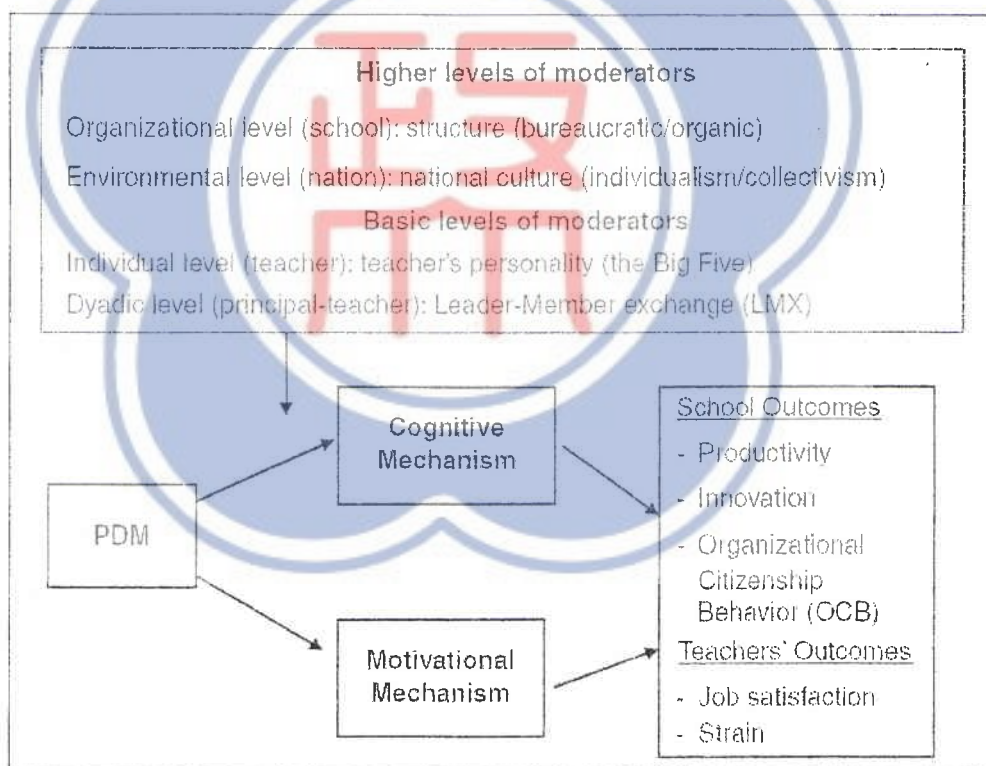 Higher levels of moderators
Organizational level (school): structure (bureaucratic/organic)
Environmental level (nation): national culture (individualism/collectivism)
Basic levels of moderators
Individual level (teacher): teacher's personality (the Big Five)
Dyadic level (principal-teacher): Leader-Member exchange (LMX)
Cognitive
Mechanism
PDM
Motivational
Mechanism
School Outcomes
- Productivity
- Innovation
- Organizational
Citizenship
Behavior (OCB)
Teachers' Outcomes
- Job satisfaction
- Strain